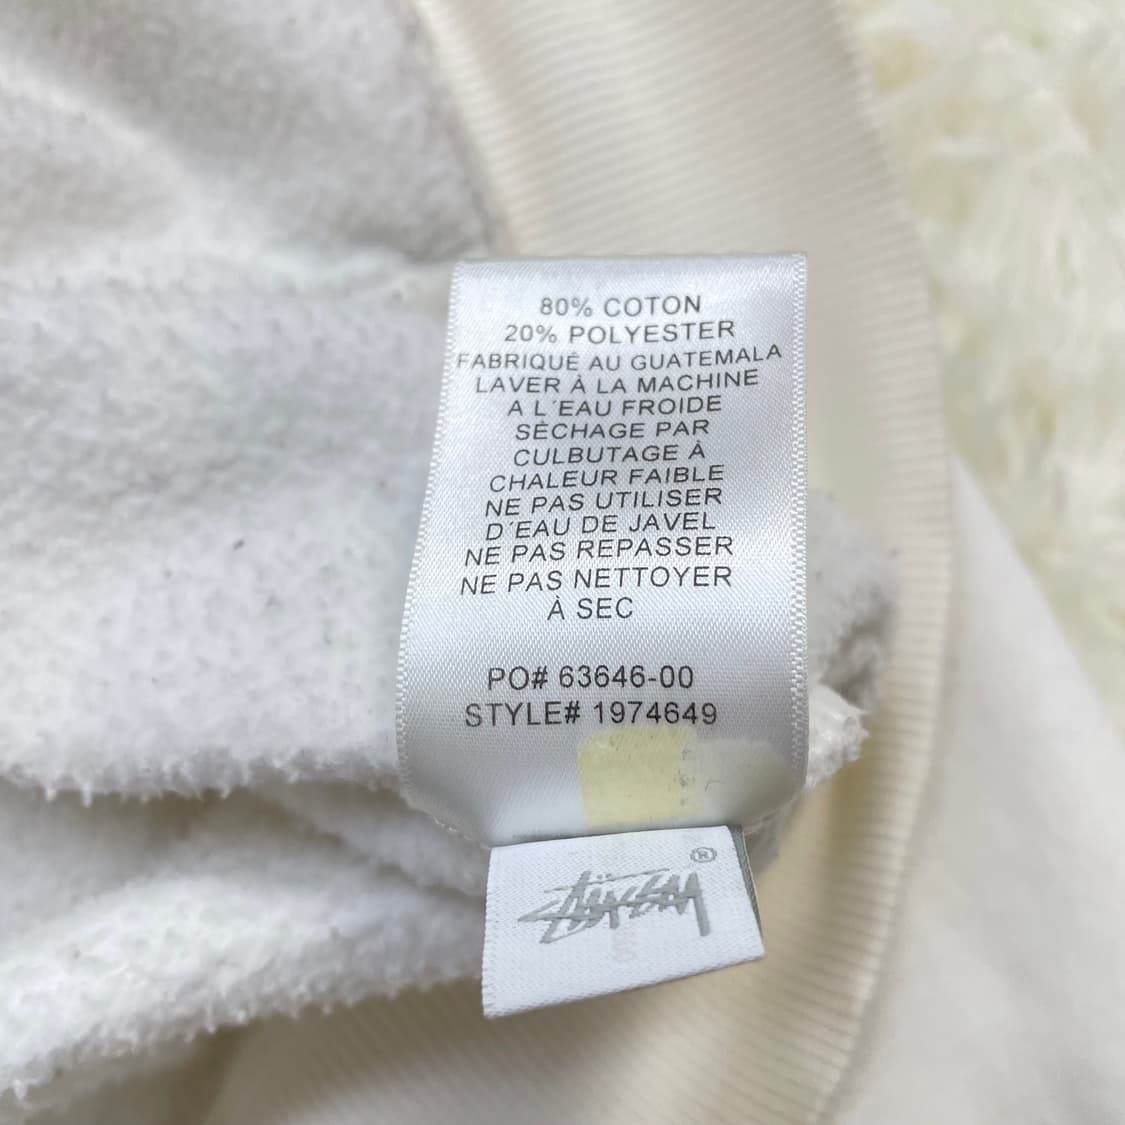 80% COTON
20% POLYESTER
FABRIQUÉ AU GUATEMALA
LAVER À LA MACHINE
A L'EAU FROIDE
SÈCHAGE PAR
CULBUTAGE À
CHALEUR FAIBLE
NE PAS UTILISER
D'EAU DE JAVEL
NE PAS REPASSER
NE PAS NETTOYER
À SEC
PO# 63646-00
STYLE# 1974649
®
STÜSSY